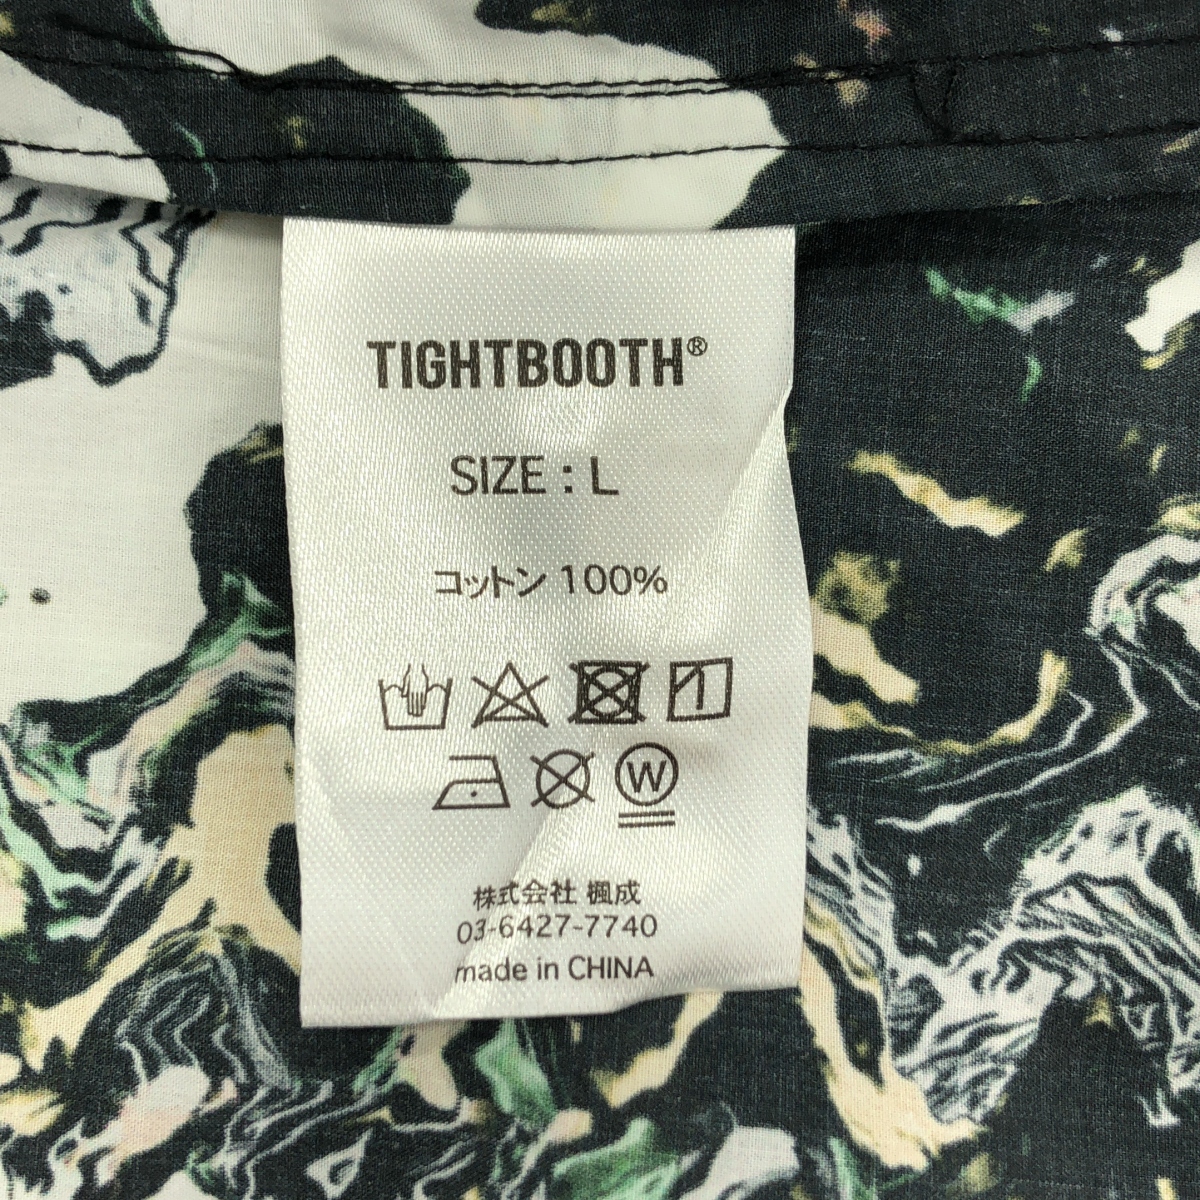 TIGHTBOOTH®
SIZE : L
コットン 100%
W
株式会社 楓成
03-6427-7740
made in CHINA